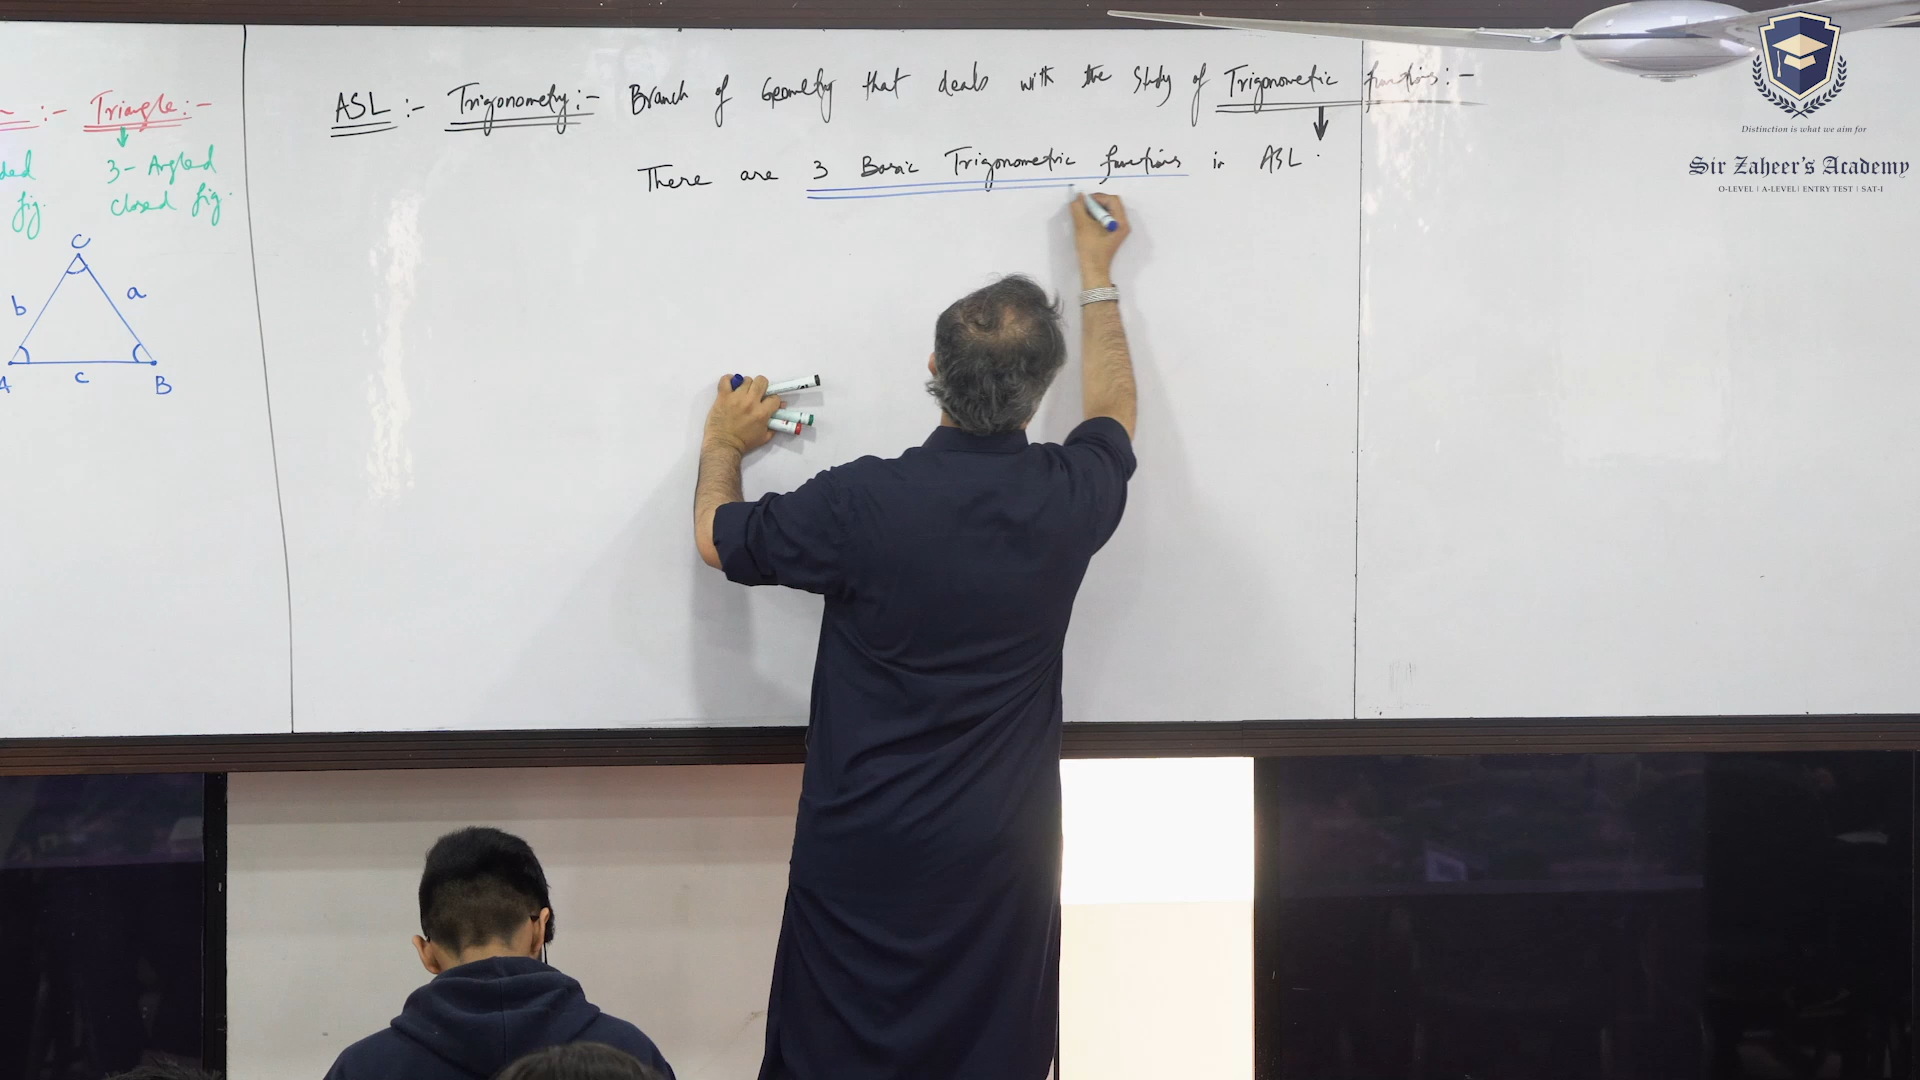 :- Triangle:-
3-Angled
closed fig.
fig.
C
b
a
A
c
B
ASL:- Trigonometry:- Branch of Geometry that deals with the study of Trigonometric functions:-
There are 3 Basic Trigonometric functions in ASL.
Distinction is what we aim for
Sir Zaheer's Academy
O-LEVEL | A-LEVEL | ENTRY TEST | SAT-I